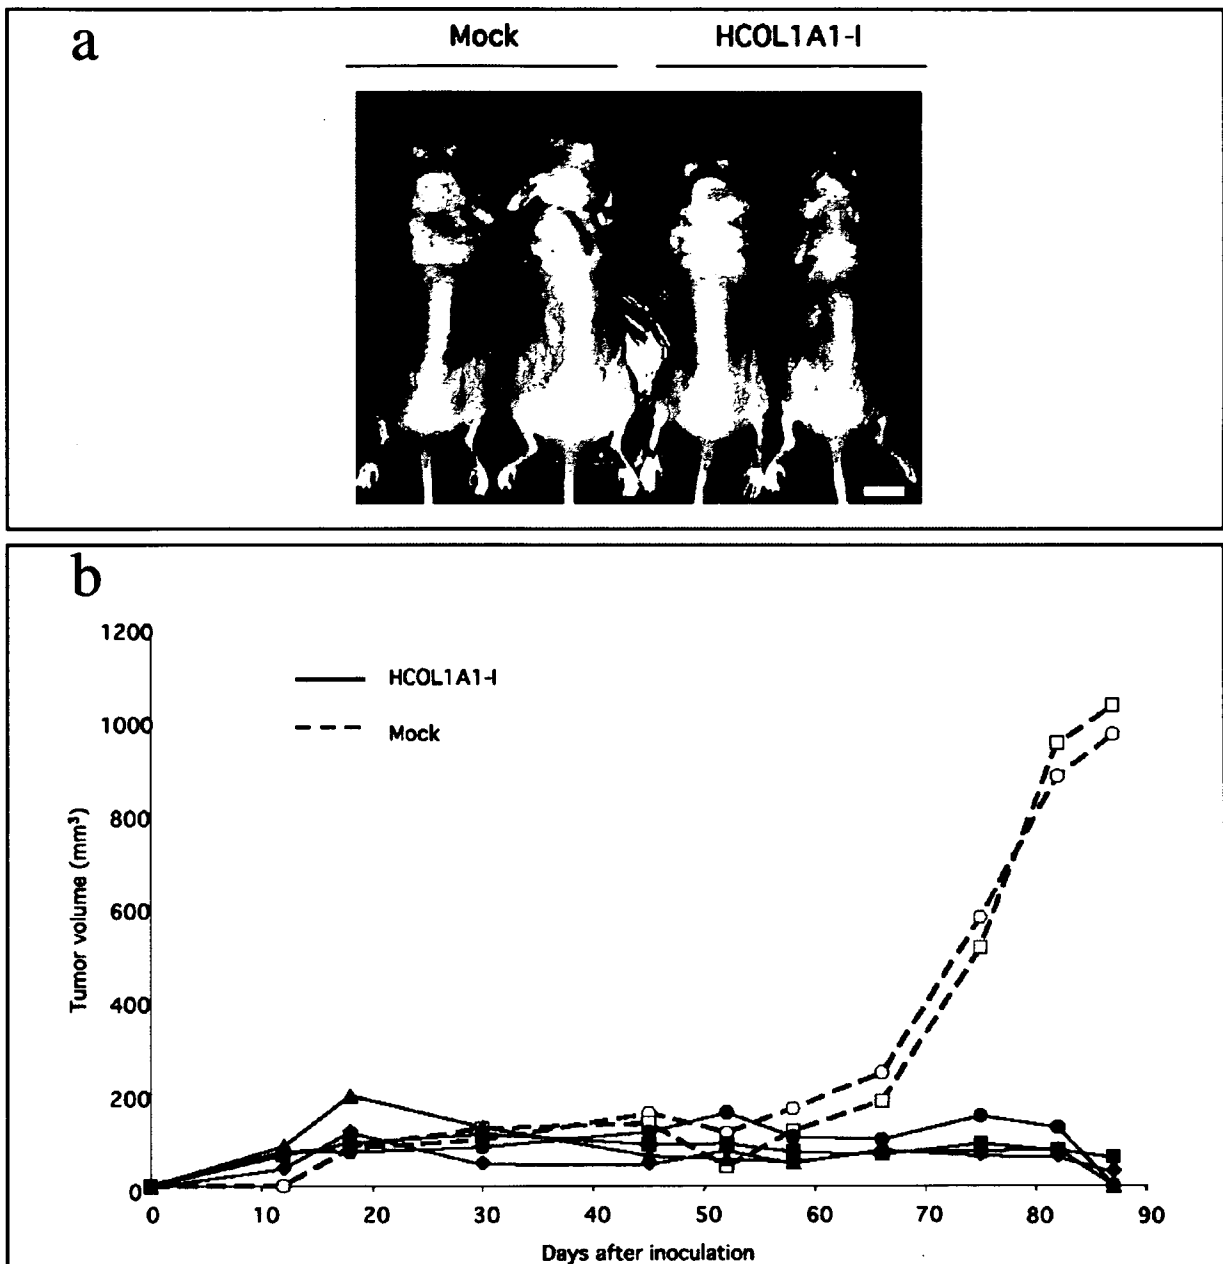 a
Mock HCOL1A1-I
b
1200
1000
800
600
400
200
0
HCOL1A1-I
Mock
Tumor volume (mm³)
0 10 20 30 40 50 60 70 80 90
Days after inoculation